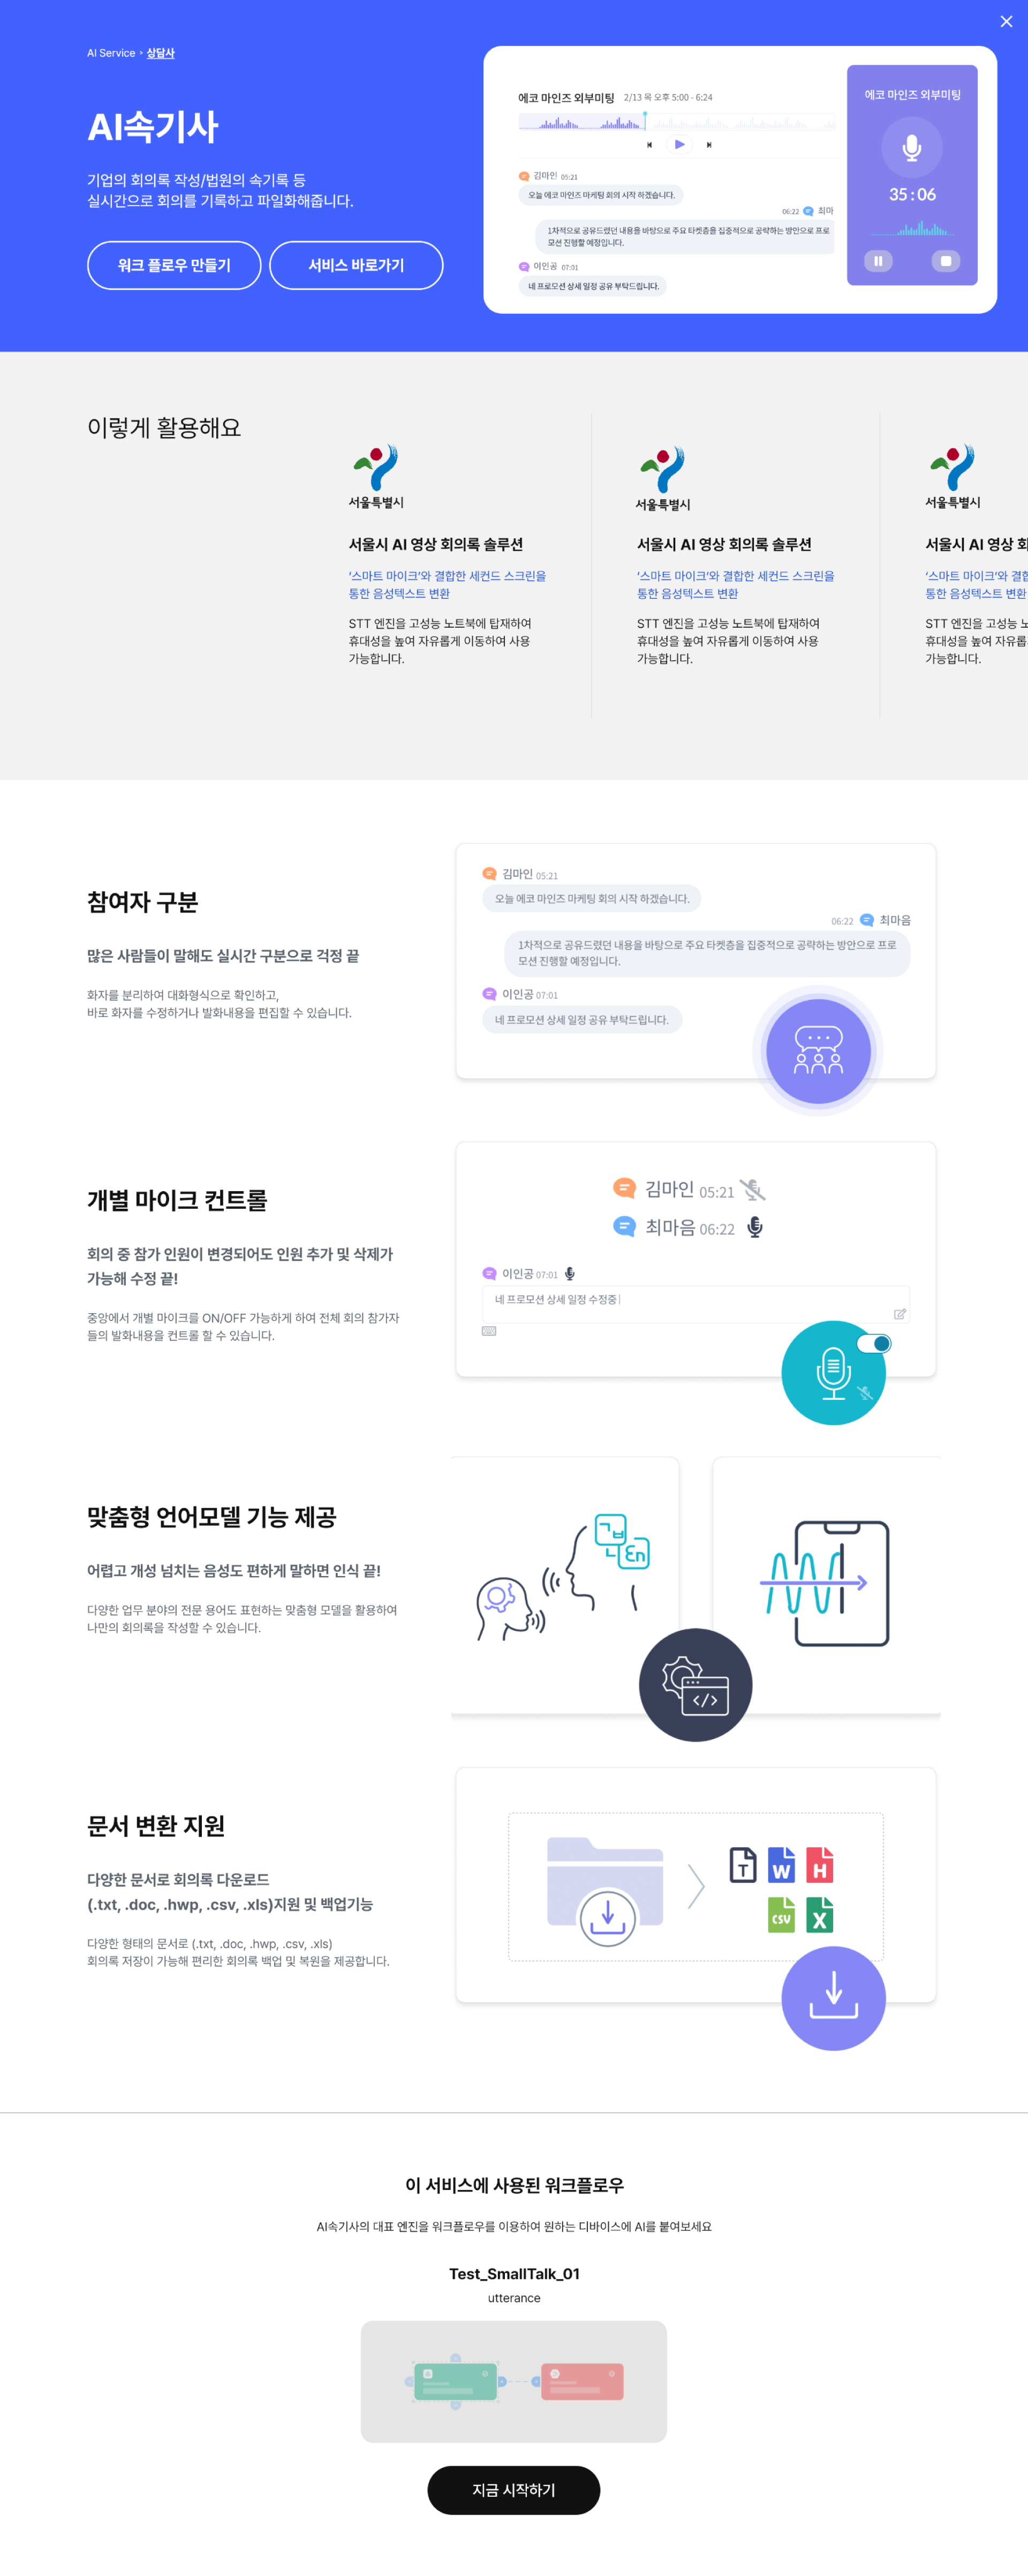 AI Service > 상담사
AI속기사
기업의 회의록 작성/법원의 속기록 등
실시간으로 회의를 기록하고 파일화해줍니다.
워크 플로우 만들기
서비스 바로가기
에코 마인즈 외부미팅 2/13 목 오후 5:00 - 6:24
김마인 05:21
오늘 에코 마인즈 마케팅 회의 시작 하겠습니다.
06:22 최마
1차적으로 공유드렸던 내용을 바탕으로 주요 타켓층을 집중적으로 공략하는 방안으로 프로
모션 진행할 예정입니다.
이인공 07:01
네 프로모션 상세 일정 공유 부탁드립니다.
에코 마인즈 외부미팅
35 : 06
이렇게 활용해요
서울특별시
서울시 AI 영상 회의록 솔루션
‘스마트 마이크’와 결합한 세컨드 스크린을
통한 음성텍스트 변환
STT 엔진을 고성능 노트북에 탑재하여
휴대성을 높여 자유롭게 이동하여 사용
가능합니다.
서울특별시
서울시 AI 영상 회의록 솔루션
‘스마트 마이크’와 결합한 세컨드 스크린을
통한 음성텍스트 변환
STT 엔진을 고성능 노트북에 탑재하여
휴대성을 높여 자유롭게 이동하여 사용
가능합니다.
서울특별시
서울시 AI 영상 회
‘스마트 마이크’와 결합
통한 음성텍스트 변환
STT 엔진을 고성능 노
휴대성을 높여 자유롭
가능합니다.
참여자 구분
많은 사람들이 말해도 실시간 구분으로 걱정 끝
화자를 분리하여 대화형식으로 확인하고,
바로 화자를 수정하거나 발화내용을 편집할 수 있습니다.
김마인 05:21
오늘 에코 마인즈 마케팅 회의 시작 하겠습니다.
06:22 최마음
1차적으로 공유드렸던 내용을 바탕으로 주요 타켓층을 집중적으로 공략하는 방안으로 프로
모션 진행할 예정입니다.
이인공 07:01
네 프로모션 상세 일정 공유 부탁드립니다.
개별 마이크 컨트롤
회의 중 참가 인원이 변경되어도 인원 추가 및 삭제가
가능해 수정 끝!
중앙에서 개별 마이크를 ON/OFF 가능하게 하여 전체 회의 참가자
들의 발화내용을 컨트롤 할 수 있습니다.
김마인 05:21
최마음 06:22
이인공 07:01
네 프로모션 상세 일정 수정중|
맞춤형 언어모델 기능 제공
어렵고 개성 넘치는 음성도 편하게 말하면 인식 끝!
다양한 업무 분야의 전문 용어도 표현하는 맞춤형 모델을 활용하여
나만의 회의록을 작성할 수 있습니다.
En
</>
문서 변환 지원
다양한 문서로 회의록 다운로드
(.txt, .doc, .hwp, .csv, .xls)지원 및 백업기능
다양한 형태의 문서로 (.txt, .doc, .hwp, .csv, .xls)
회의록 저장이 가능해 편리한 회의록 백업 및 복원을 제공합니다.
T W H
CSV X
이 서비스에 사용된 워크플로우
AI속기사의 대표 엔진을 워크플로우를 이용하여 원하는 디바이스에 AI를 붙여보세요
Test_SmallTalk_01
utterance
지금 시작하기